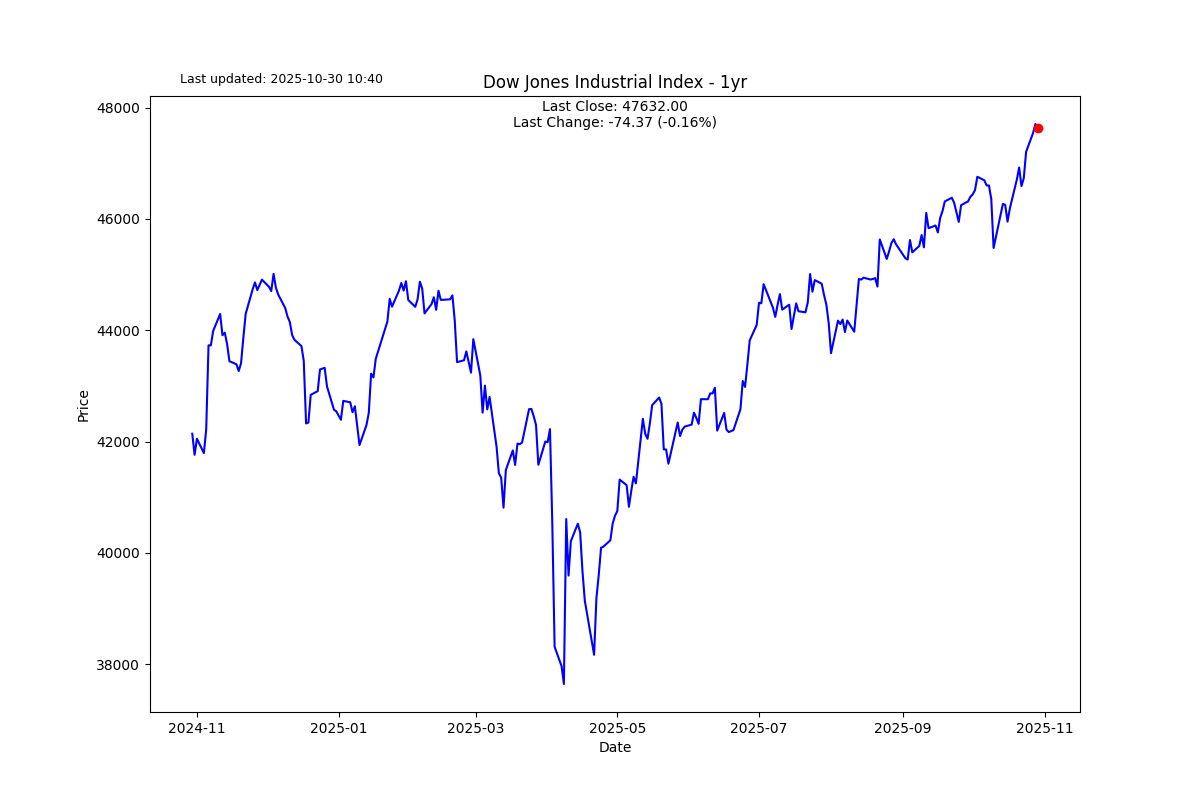 Last updated: 2025-10-30 10:40
Dow Jones Industrial Index - 1yr
Last Close: 47632.00
Last Change: -74.37 (-0.16%)
48000
46000
44000
42000
40000
38000
Price
2024-11
2025-01
2025-03
2025-05
2025-07
2025-09
2025-11
Date